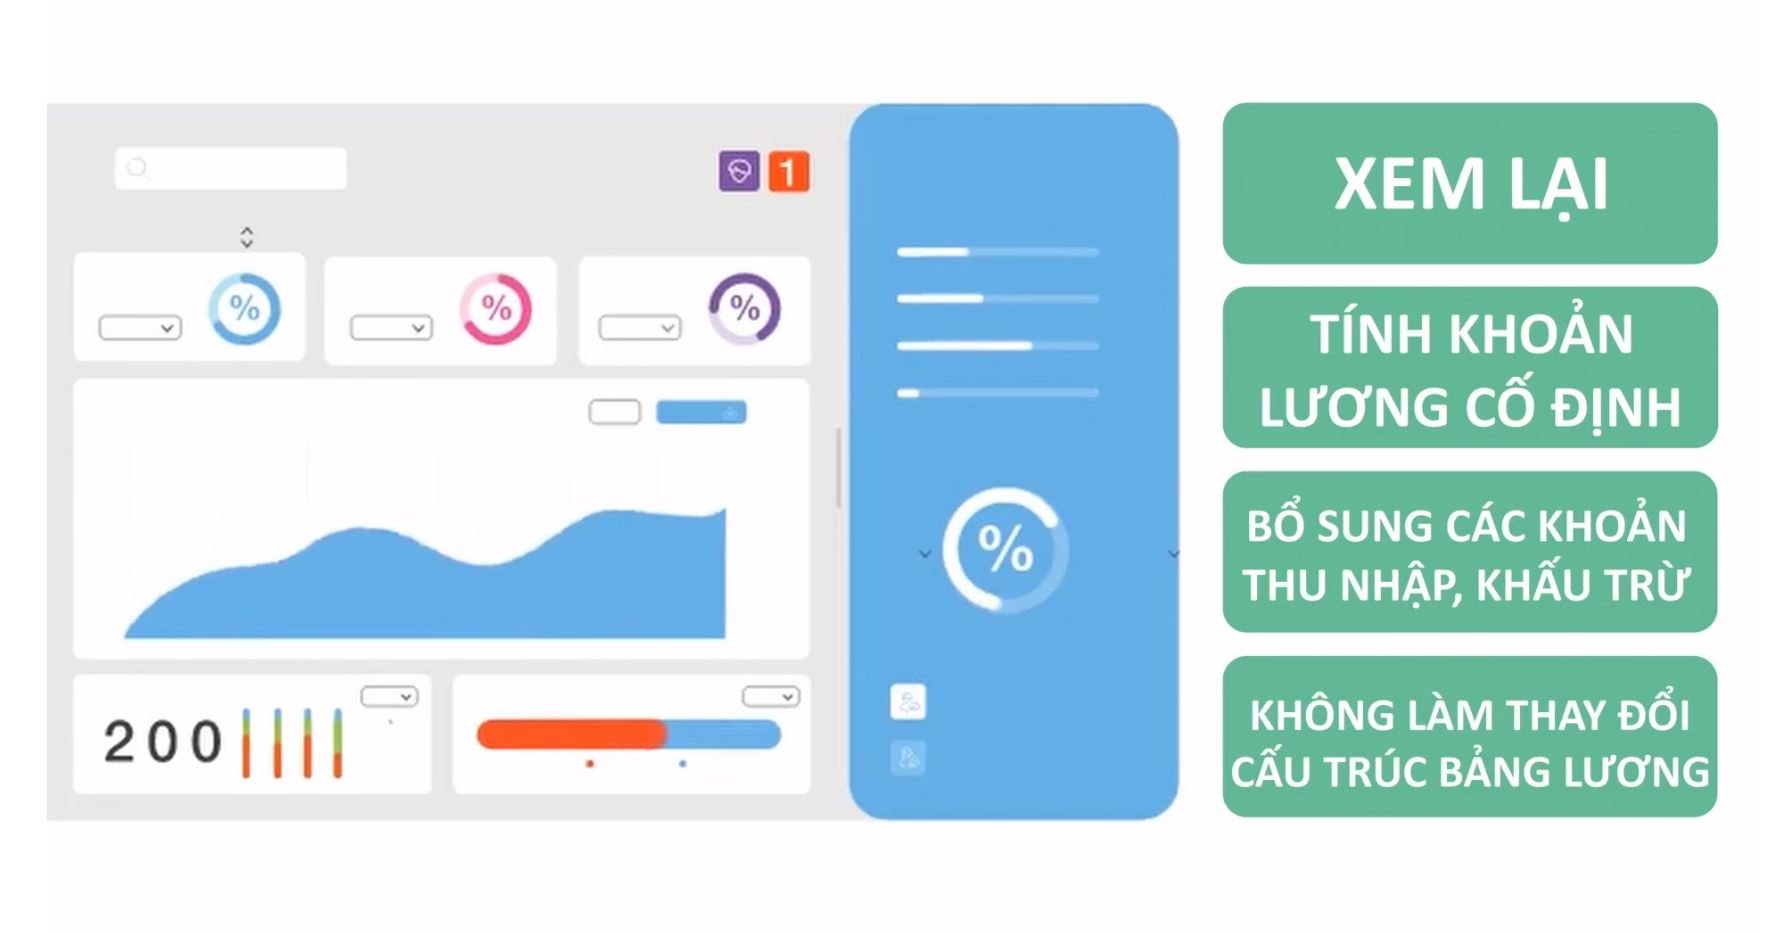 1
%
%
%
%
200
XEM LẠI
TÍNH KHOẢN
LƯƠNG CỐ ĐỊNH
BỔ SUNG CÁC KHOẢN
THU NHẬP, KHẤU TRỪ
KHÔNG LÀM THAY ĐỔI
CẤU TRÚC BẢNG LƯƠNG